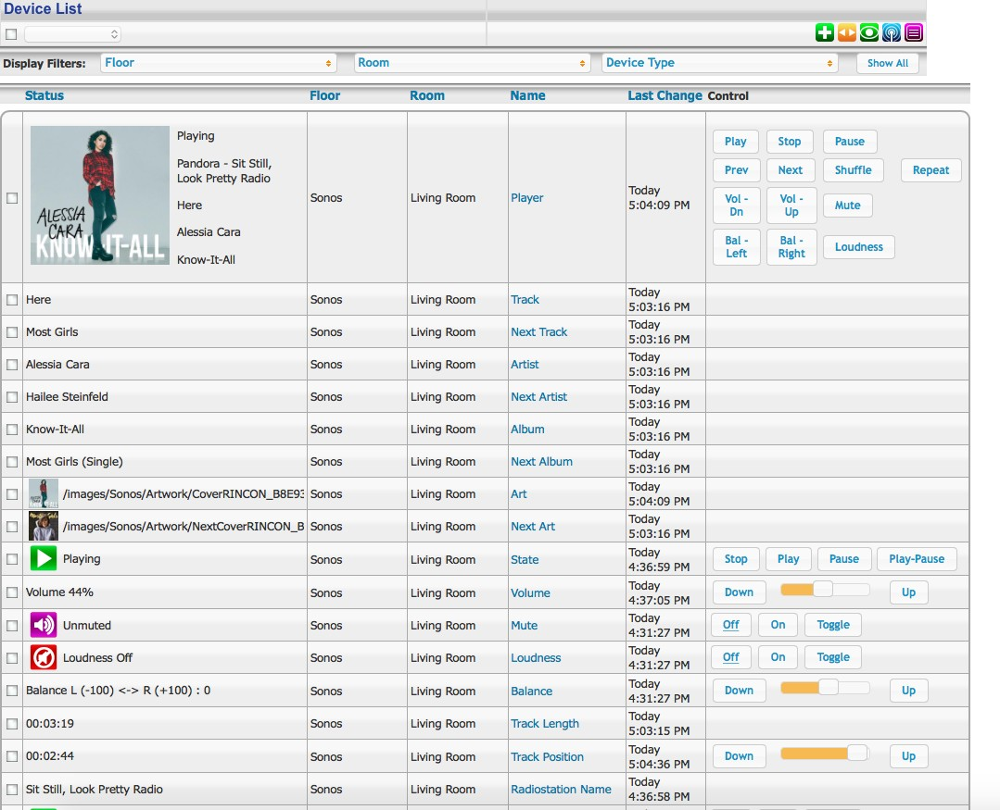 Device List
Display Filters: Floor Room Device Type Show All
Status Floor Room Name Last Change Control
ALESSIA
CARA
KNOW-IT-ALL
Playing
Pandora - Sit Still,
Look Pretty Radio
Here
Alessia Cara
Know-It-All
Sonos Living Room Player
Today
5:04:09 PM
Play Stop Pause
Prev Next Shuffle Repeat
Vol -
Dn
Vol -
Up
Mute
Bal -
Left
Bal -
Right
Loudness
Here Sonos Living Room Track
Today
5:03:16 PM
Most Girls Sonos Living Room Next Track
Today
5:03:16 PM
Alessia Cara Sonos Living Room Artist
Today
5:03:16 PM
Hailee Steinfeld Sonos Living Room Next Artist
Today
5:03:16 PM
Know-It-All Sonos Living Room Album
Today
5:03:16 PM
Most Girls (Single) Sonos Living Room Next Album
Today
5:03:16 PM
/images/Sonos/Artwork/CoverRINCON_B8E93 Sonos Living Room Art
Today
5:04:09 PM
/images/Sonos/Artwork/NextCoverRINCON_B Sonos Living Room Next Art
Today
5:03:16 PM
Playing Sonos Living Room State
Today
4:36:59 PM
Stop Play Pause Play-Pause
Volume 44% Sonos Living Room Volume
Today
4:37:05 PM
Down Up
Unmuted Sonos Living Room Mute
Today
4:31:27 PM
Off On Toggle
Loudness Off Sonos Living Room Loudness
Today
4:31:27 PM
Off On Toggle
Balance L (-100) <-> R (+100) : 0 Sonos Living Room Balance
Today
4:31:27 PM
Down Up
00:03:19 Sonos Living Room Track Length
Today
5:03:15 PM
00:02:44 Sonos Living Room Track Position
Today
5:04:36 PM
Down Up
Sit Still, Look Pretty Radio Sonos Living Room Radiostation Name
Today
4:36:58 PM